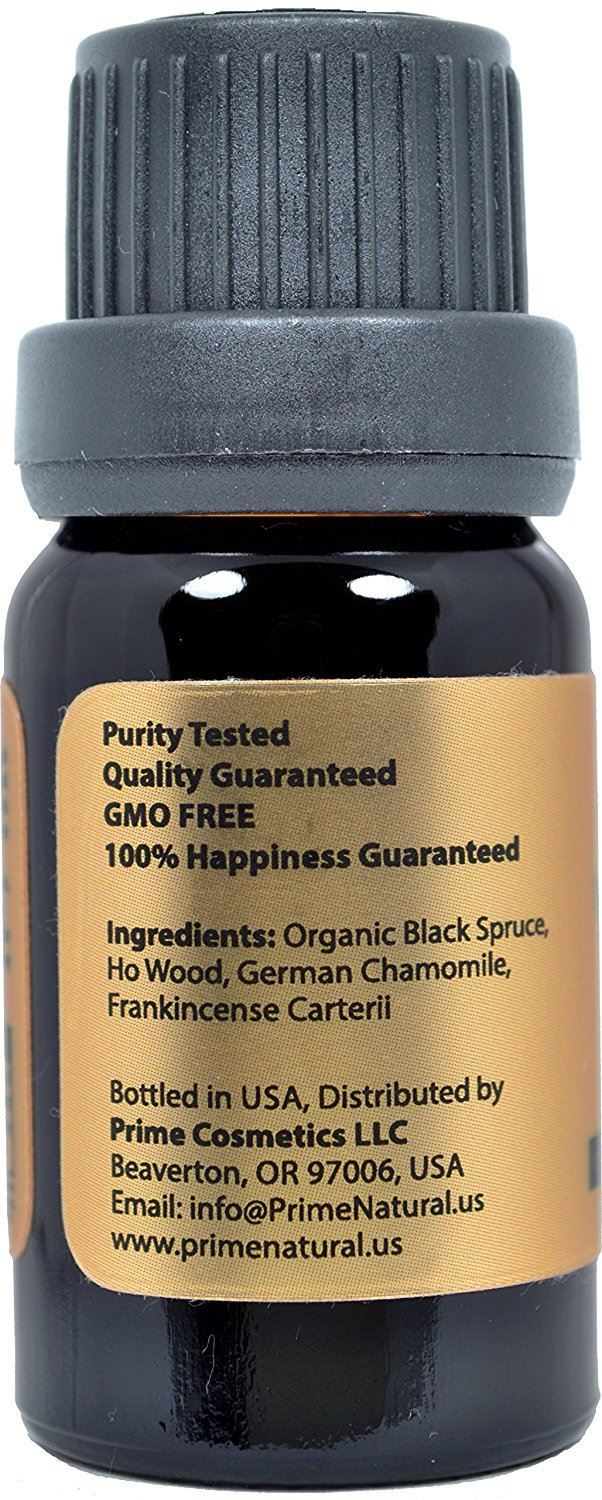 Purity Tested
Quality Guaranteed
GMO FREE
100% Happiness Guaranteed
Ingredients: Organic Black Spruce,
Ho Wood, German Chamomile,
Frankincense Carterii
Bottled in USA, Distributed by
Prime Cosmetics LLC
Beaverton, OR 97006, USA
Email: info@PrimeNatural.us
www.primenatural.us